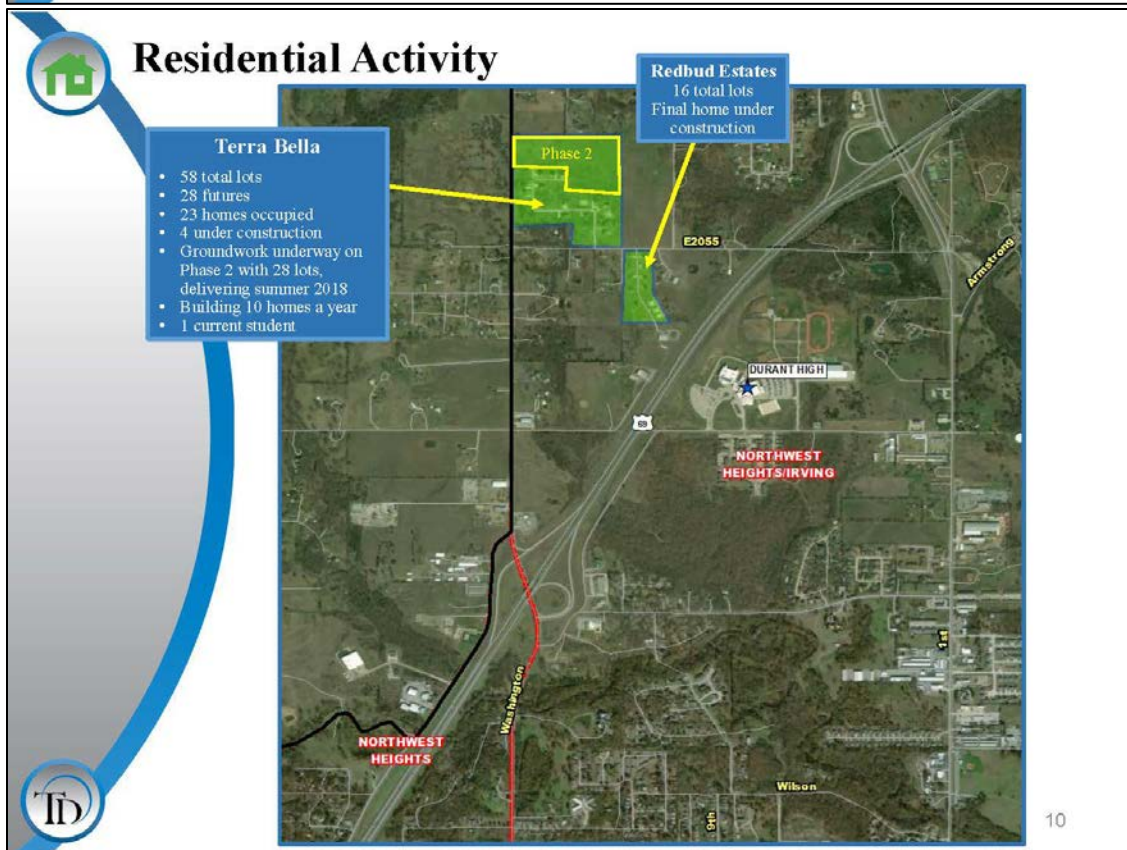 Residential Activity
Redbud Estates
16 total lots
Final home under
construction
Terra Bella
• 58 total lots
• 28 futures
• 23 homes occupied
• 4 under construction
• Groundwork underway on
Phase 2 with 28 lots,
delivering summer 2018
• Building 10 homes a year
• 1 current student
Phase 2
E2055
Armstrong
DURANT HIGH
69
NORTHWEST
HEIGHTS/IRVING
1st
Washington
NORTHWEST
HEIGHTS
Wilson
9th
TD
10